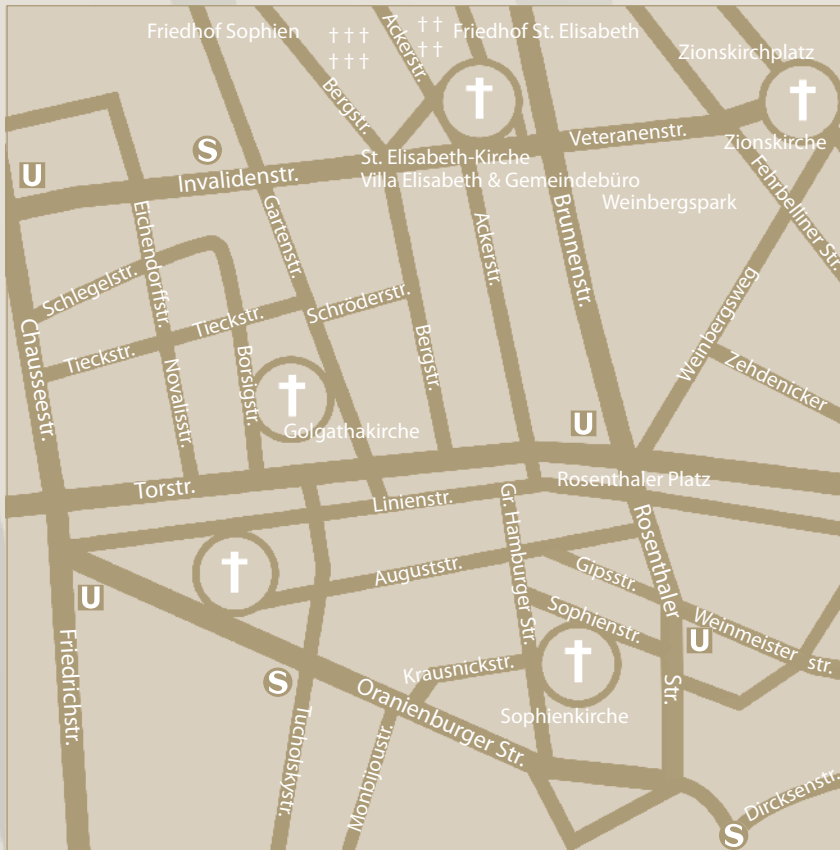 Friedhof Sophien
Ackerstr.
Friedhof St. Elisabeth
Zionskirchplatz
Bergstr.
S
Veteranenstr.
Zionskirche
U
Invalidenstr.
St. Elisabeth-Kirche
Villa Elisabeth & Gemeindebüro
Weinbergspark
Fehrbelliner Str.
Eichendorffstr.
Gartenstr.
Ackerstr.
Brunnenstr.
Schlegelstr.
Tieckstr.
Schröderstr.
Weinbergsweg
Chausseestr.
Tieckstr.
Novalisstr.
Borsigstr.
Bergstr.
Zehdenicker
Golgathakirche
U
Torstr.
Linienstr.
Rosenthaler Platz
Gr. Hamburger Str.
Rosenthaler
Auguststr.
Gipsstr.
U
Sophienstr.
Weinmeister str.
U
Friedrichstr.
S
Krausnickstr.
Str.
Oranienburger Str.
Sophienkirche
Tucholskystr.
Monbijoustr.
Dircksenstr.
S